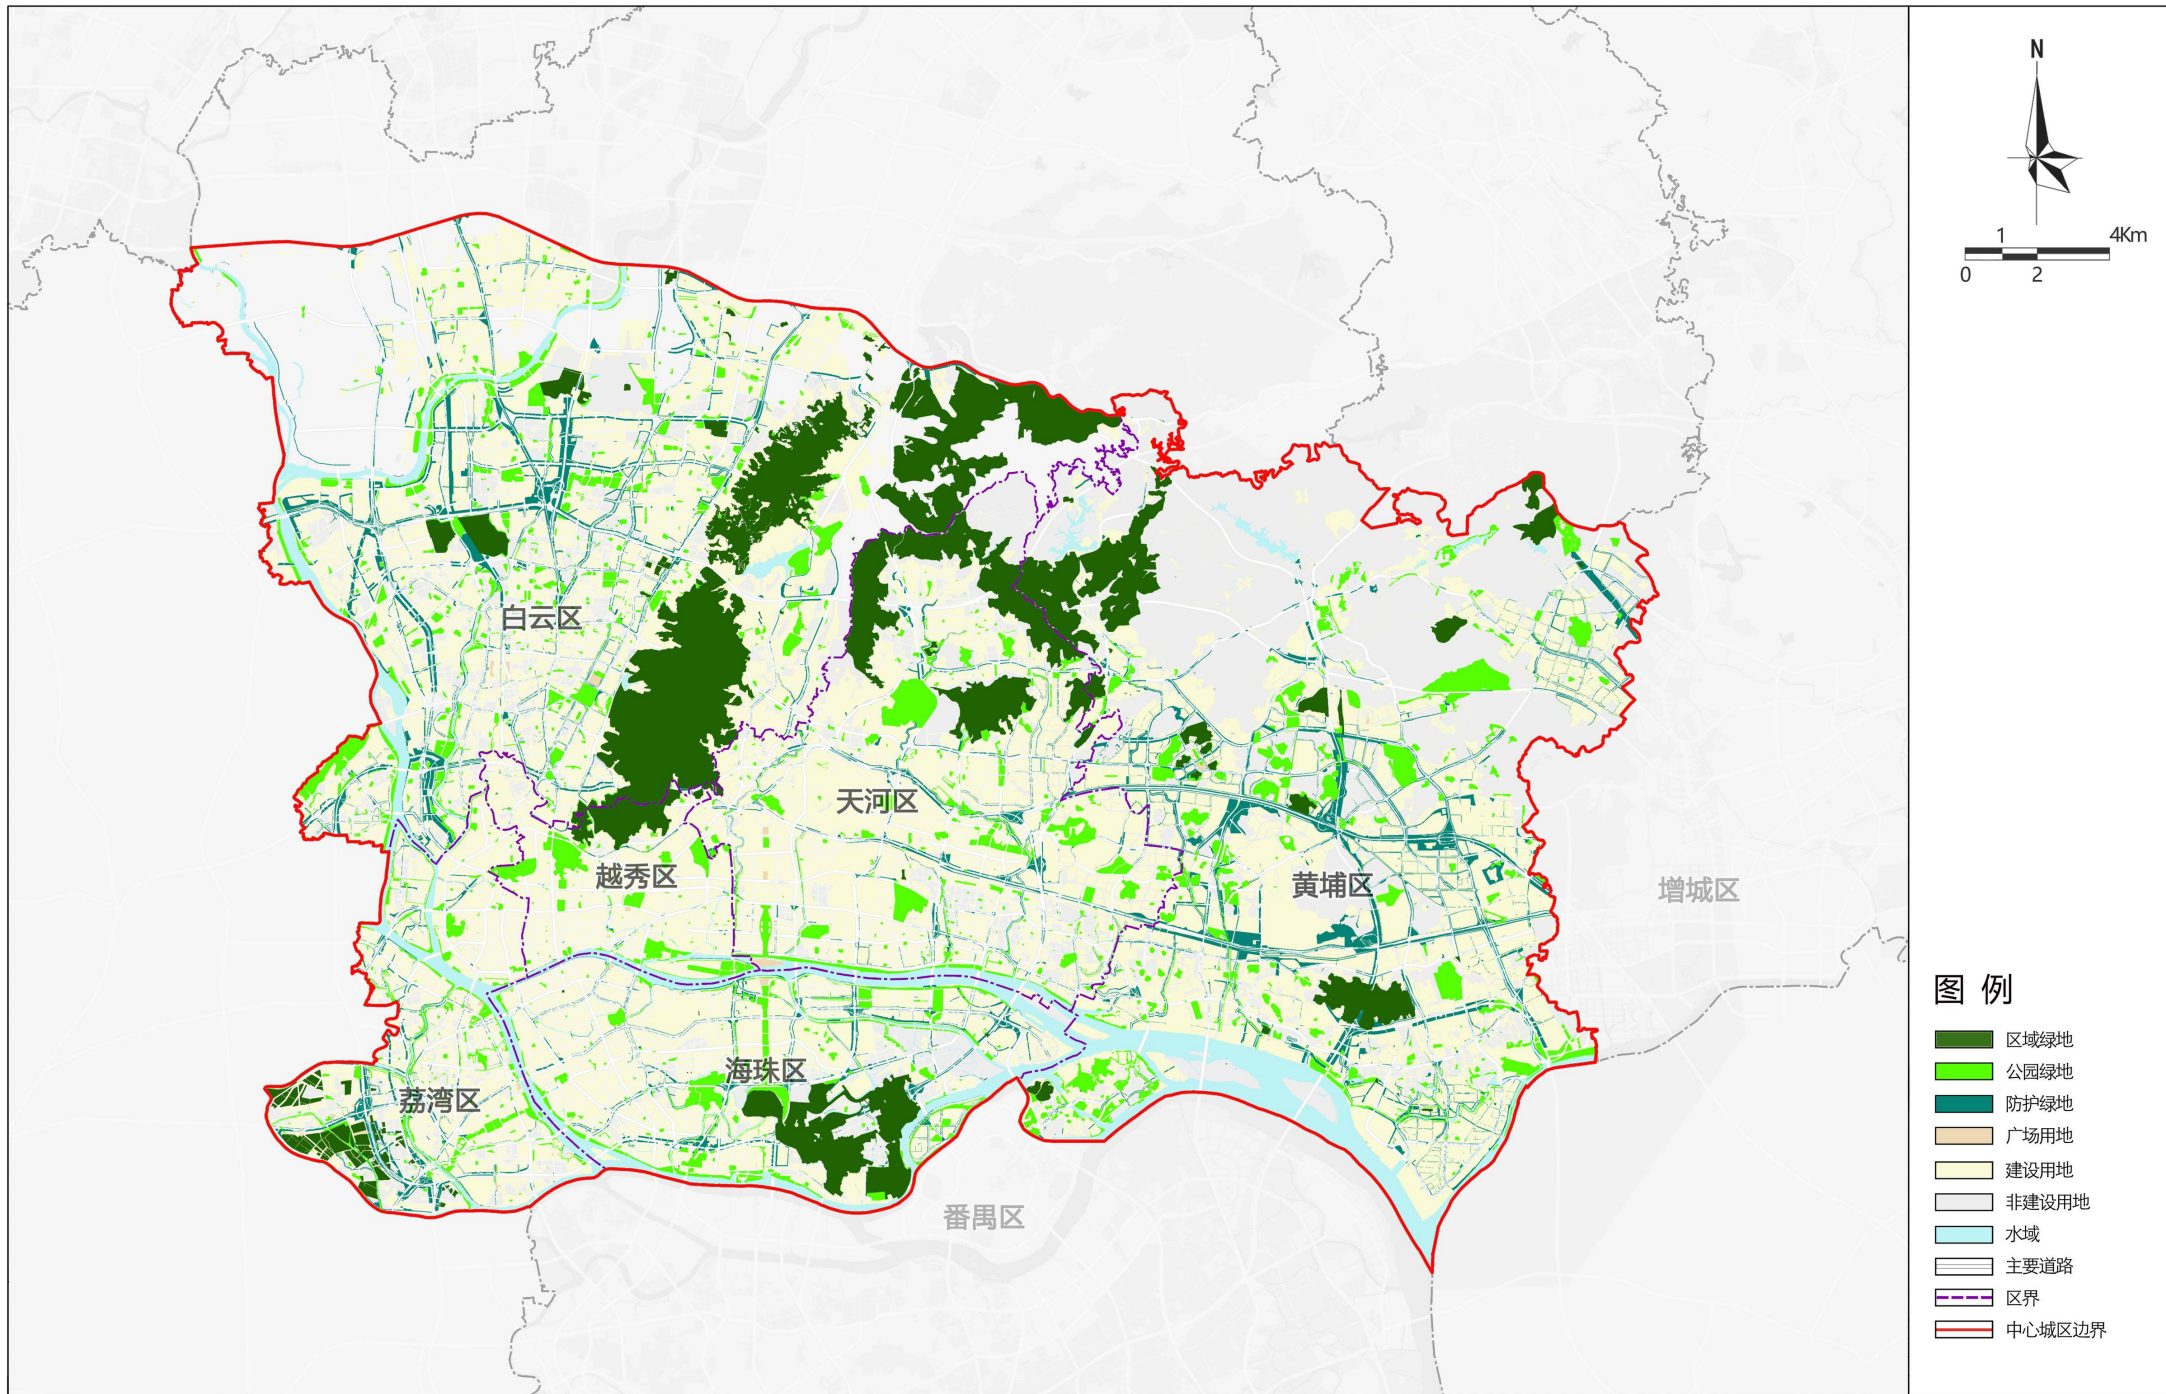 N
1
4Km
0
2
白云区
天河区
越秀区
黄埔区
增城区
海珠区
荔湾区
番禺区
图 例
区域绿地
公园绿地
防护绿地
广场用地
建设用地
非建设用地
水域
主要道路
区界
中心城区边界